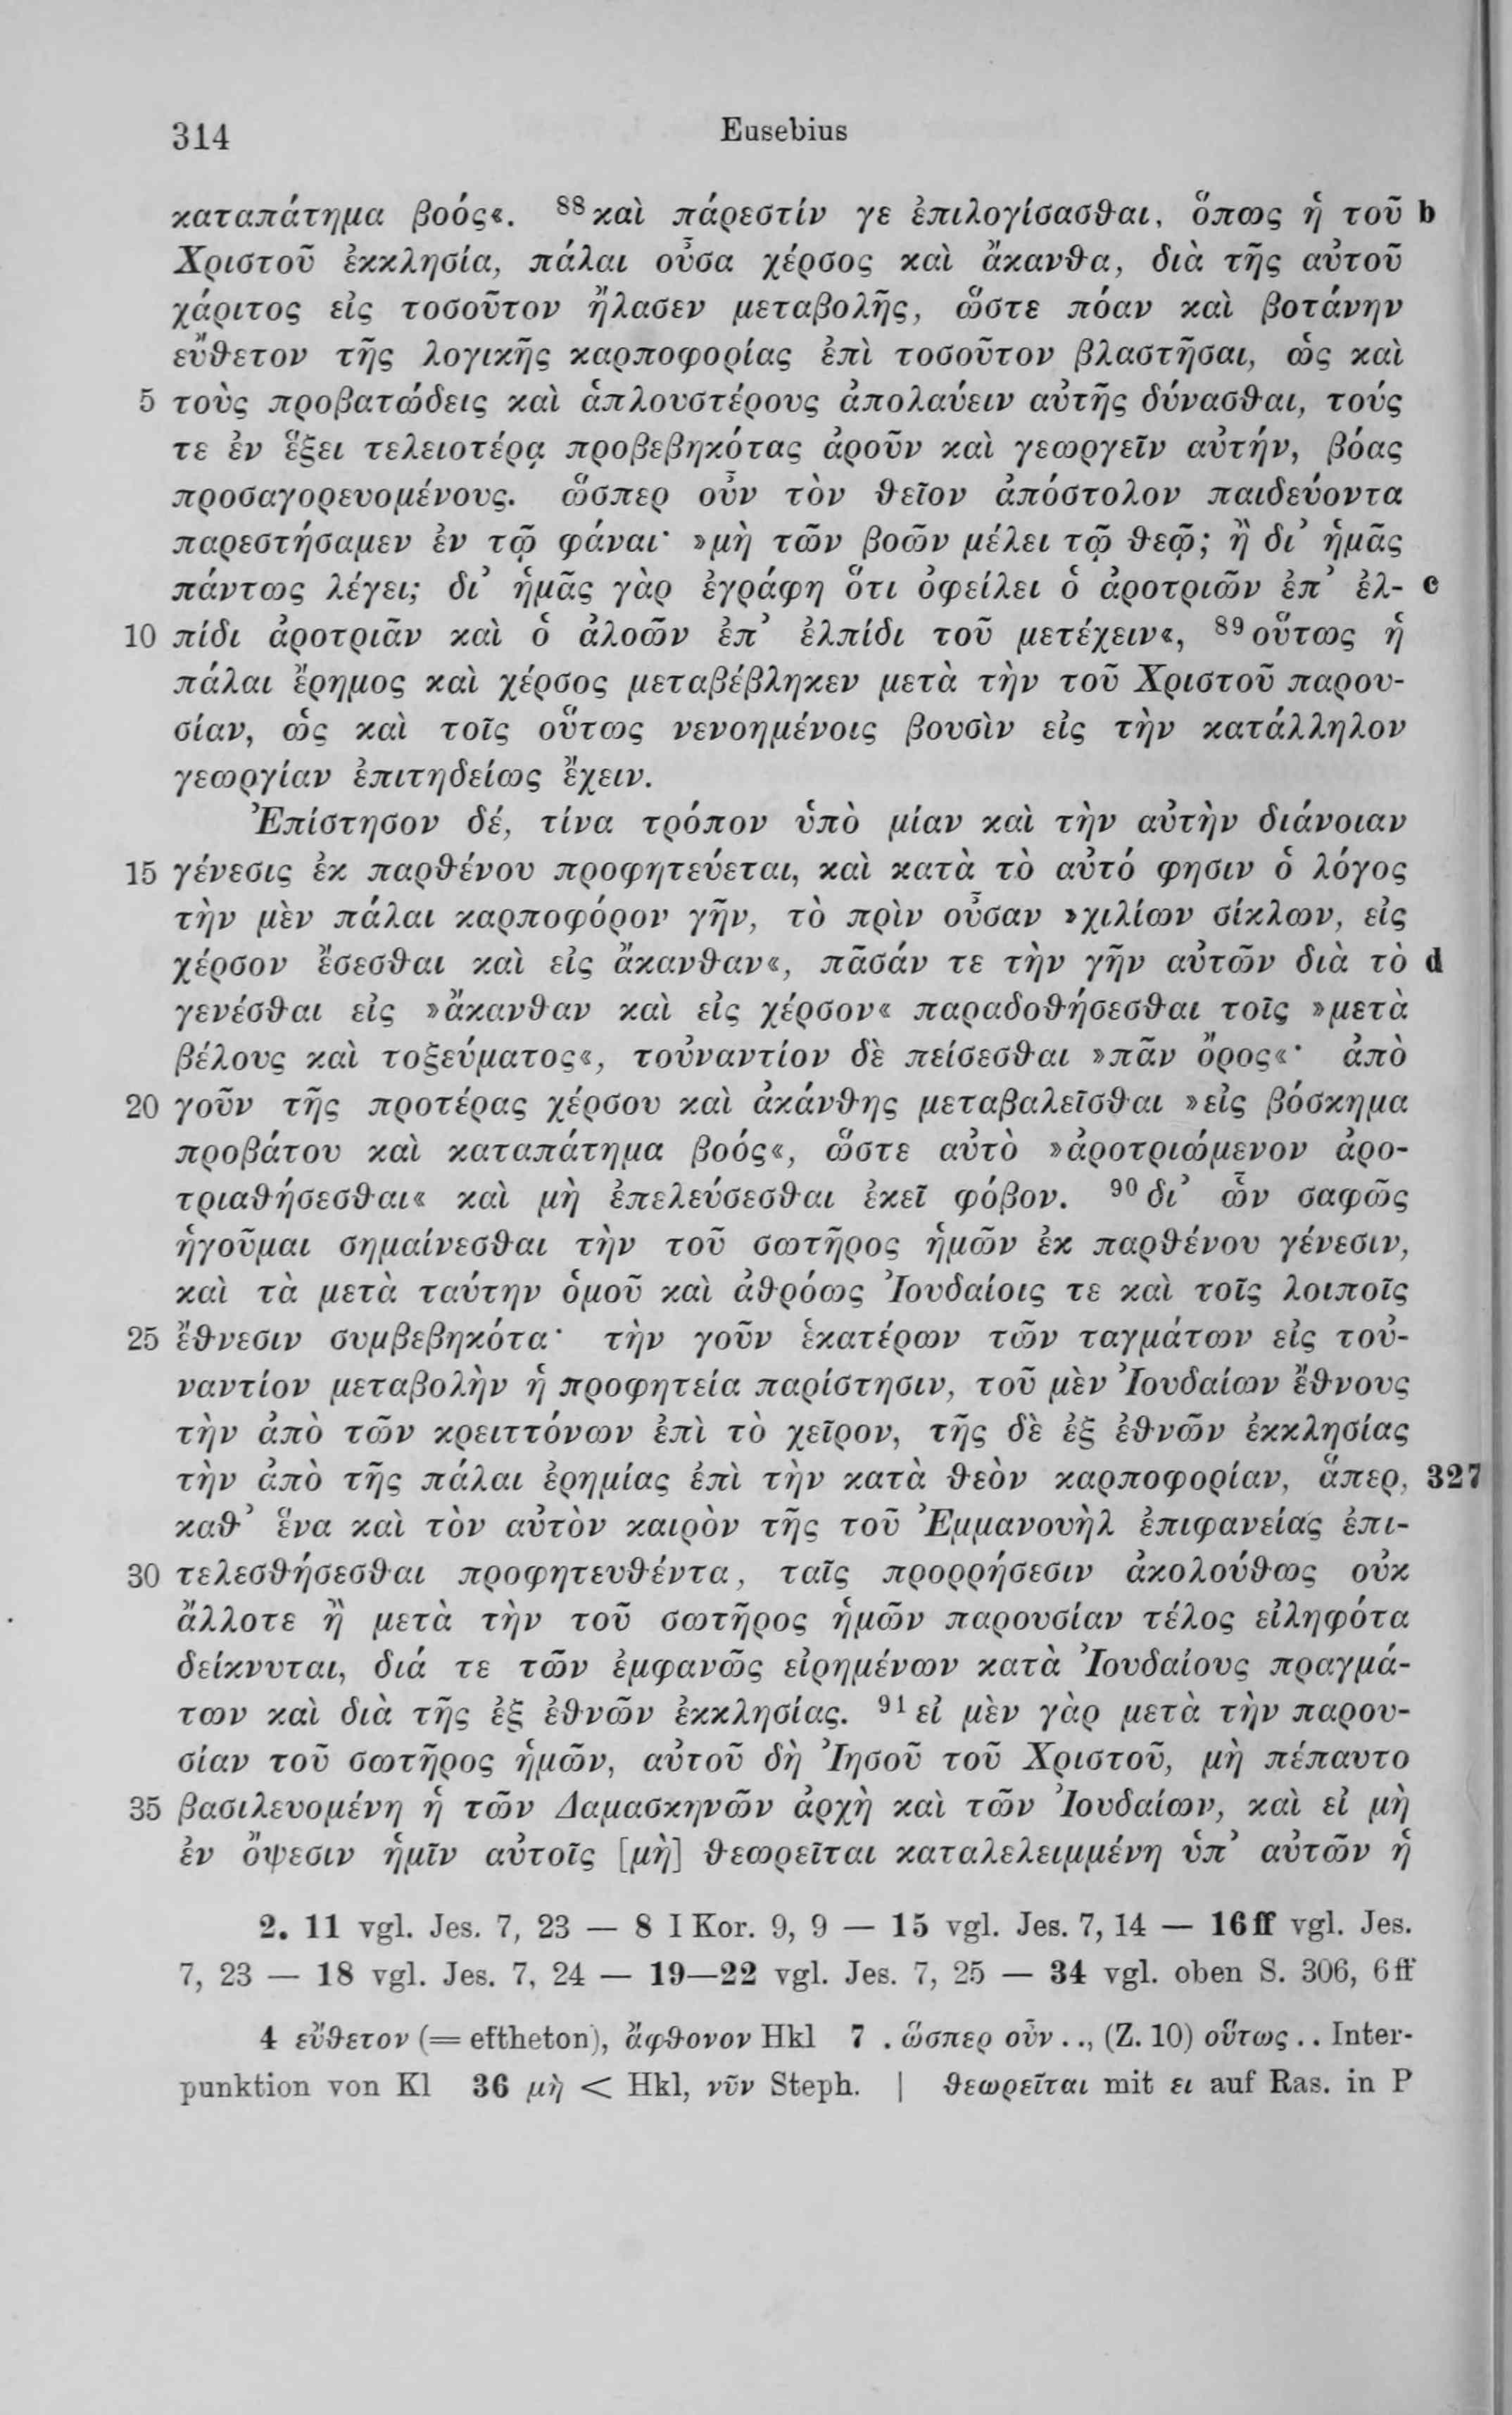 314 Eusebius
καταπάτημα βοός«. ⁸⁸καὶ πάρεστίν γε ἐπιλογίσασθαι, ὅπως ἡ τοῦ b
Χριστοῦ ἐκκλησία, πάλαι οὖσα χέρσος καὶ ἄκανθα, διὰ τῆς αὐτοῦ
χάριτος εἰς τοσοῦτον ἤλασεν μεταβολῆς, ὥστε πόαν καὶ βοτάνην
εὔθετον τῆς λογικῆς καρποφορίας ἐπὶ τοσοῦτον βλαστῆσαι, ὡς καὶ
5 τοὺς προβατώδεις καὶ ἁπλουστέρους ἀπολαύειν αὐτῆς δύνασθαι, τούς
τε ἐν ἕξει τελειοτέρᾳ προβεβηκότας ἀροῦν καὶ γεωργεῖν αὐτήν, βόας
προσαγορευομένους. ὥσπερ οὖν τὸν θεῖον ἀπόστολον παιδεύοντα
παρεστήσαμεν ἐν τῷ φάναι· »μὴ τῶν βοῶν μέλει τῷ θεῷ; ἢ δι’ ἡμᾶς
πάντως λέγει; δι’ ἡμᾶς γὰρ ἐγράφη ὅτι ὀφείλει ὁ ἀροτριῶν ἐπ’ ἐλ- c
10 πίδι ἀροτριᾶν καὶ ὁ ἀλοῶν ἐπ’ ἐλπίδι τοῦ μετέχειν«, ⁸⁹οὕτως ἡ
πάλαι ἔρημος καὶ χέρσος μεταβέβληκεν μετὰ τὴν τοῦ Χριστοῦ παρου-
σίαν, ὡς καὶ τοῖς οὕτως νενοημένοις βουσὶν εἰς τὴν κατάλληλον
γεωργίαν ἐπιτηδείως ἔχειν.
Ἐπίστησον δέ, τίνα τρόπον ὑπὸ μίαν καὶ τὴν αὐτὴν διάνοιαν
15 γένεσις ἐκ παρθένου προφητεύεται, καὶ κατὰ τὸ αὐτό φησιν ὁ λόγος
τὴν μὲν πάλαι καρποφόρον γῆν, τὸ πρὶν οὖσαν »χιλίων σίκλων, εἰς
χέρσον ἔσεσθαι καὶ εἰς ἄκανθαν«, πᾶσάν τε τὴν γῆν αὐτῶν διὰ τὸ d
γενέσθαι εἰς »ἄκανθαν καὶ εἰς χέρσον« παραδοθήσεσθαι τοῖς »μετὰ
βέλους καὶ τοξεύματος«, τοὐναντίον δὲ πείσεσθαι »πᾶν ὄρος«· ἀπὸ
20 γοῦν τῆς προτέρας χέρσου καὶ ἀκάνθης μεταβαλεῖσθαι »εἰς βόσκημα
προβάτου καὶ καταπάτημα βοός«, ὥστε αὐτὸ »ἀροτριώμενον ἀρο-
τριαθήσεσθαι« καὶ μὴ ἐπελεύσεσθαι ἐκεῖ φόβον. ⁹⁰δι’ ὧν σαφῶς
ἡγοῦμαι σημαίνεσθαι τὴν τοῦ σωτῆρος ἡμῶν ἐκ παρθένου γένεσιν,
καὶ τὰ μετὰ ταύτην ὁμοῦ καὶ ἀθρόως Ἰουδαίοις τε καὶ τοῖς λοιποῖς
25 ἔθνεσιν συμβεβηκότα· τὴν γοῦν ἑκατέρων τῶν ταγμάτων εἰς τοὐ-
ναντίον μεταβολὴν ἡ προφητεία παρίστησιν, τοῦ μὲν Ἰουδαίων ἔθνους
τὴν ἀπὸ τῶν κρειττόνων ἐπὶ τὸ χεῖρον, τῆς δὲ ἐξ ἐθνῶν ἐκκλησίας
τὴν ἀπὸ τῆς πάλαι ἐρημίας ἐπὶ τὴν κατὰ θεὸν καρποφορίαν, ἅπερ, 327
καθ’ ἕνα καὶ τὸν αὐτὸν καιρὸν τῆς τοῦ Ἐμμανουὴλ ἐπιφανείας ἐπι-
30 τελεσθήσεσθαι προφητευθέντα, ταῖς προρρήσεσιν ἀκολούθως οὐκ
ἄλλοτε ἢ μετὰ τὴν τοῦ σωτῆρος ἡμῶν παρουσίαν τέλος εἰληφότα
δείκνυται, διά τε τῶν ἐμφανῶς εἰρημένων κατὰ Ἰουδαίους πραγμά-
των καὶ διὰ τῆς ἐξ ἐθνῶν ἐκκλησίας. ⁹¹εἰ μὲν γὰρ μετὰ τὴν παρου-
σίαν τοῦ σωτῆρος ἡμῶν, αὐτοῦ δὴ Ἰησοῦ τοῦ Χριστοῦ, μὴ πέπαυτο
35 βασιλευομένη ἡ τῶν Δαμασκηνῶν ἀρχὴ καὶ τῶν Ἰουδαίων, καὶ εἰ μὴ
ἐν ὄψεσιν ἡμῖν αὐτοῖς [μὴ] θεωρεῖται καταλελειμμένη ὑπ’ αὐτῶν ἡ
2. 11 vgl. Jes. 7, 23 — 8 I Kor. 9, 9 — 15 vgl. Jes. 7, 14 — 16ff vgl. Jes.
7, 23 — 18 vgl. Jes. 7, 24 — 19—22 vgl. Jes. 7, 25 — 34 vgl. oben S. 306, 6ff
4 εὔθετον (= eftheton), ἄφθονον Hkl 7 . ὥσπερ οὖν . ., (Z. 10) οὕτως . . Inter-
punktion von Kl 36 μὴ < Hkl, νῦν Steph. | θεωρεῖται mit ει auf Ras. in P